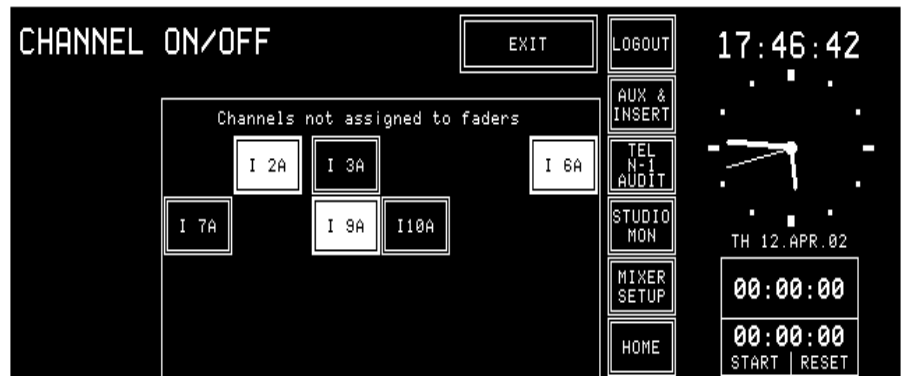 CHANNEL ON/OFF
EXIT
Channels not assigned to faders
I 2A
I 3A
I 6A
I 7A
I 9A
I10A
LOGOUT
AUX &
INSERT
TEL
N-1
AUDIT
STUDIO
MON
MIXER
SETUP
HOME
17:46:42
TH 12.APR.02
00:00:00
00:00:00
START RESET